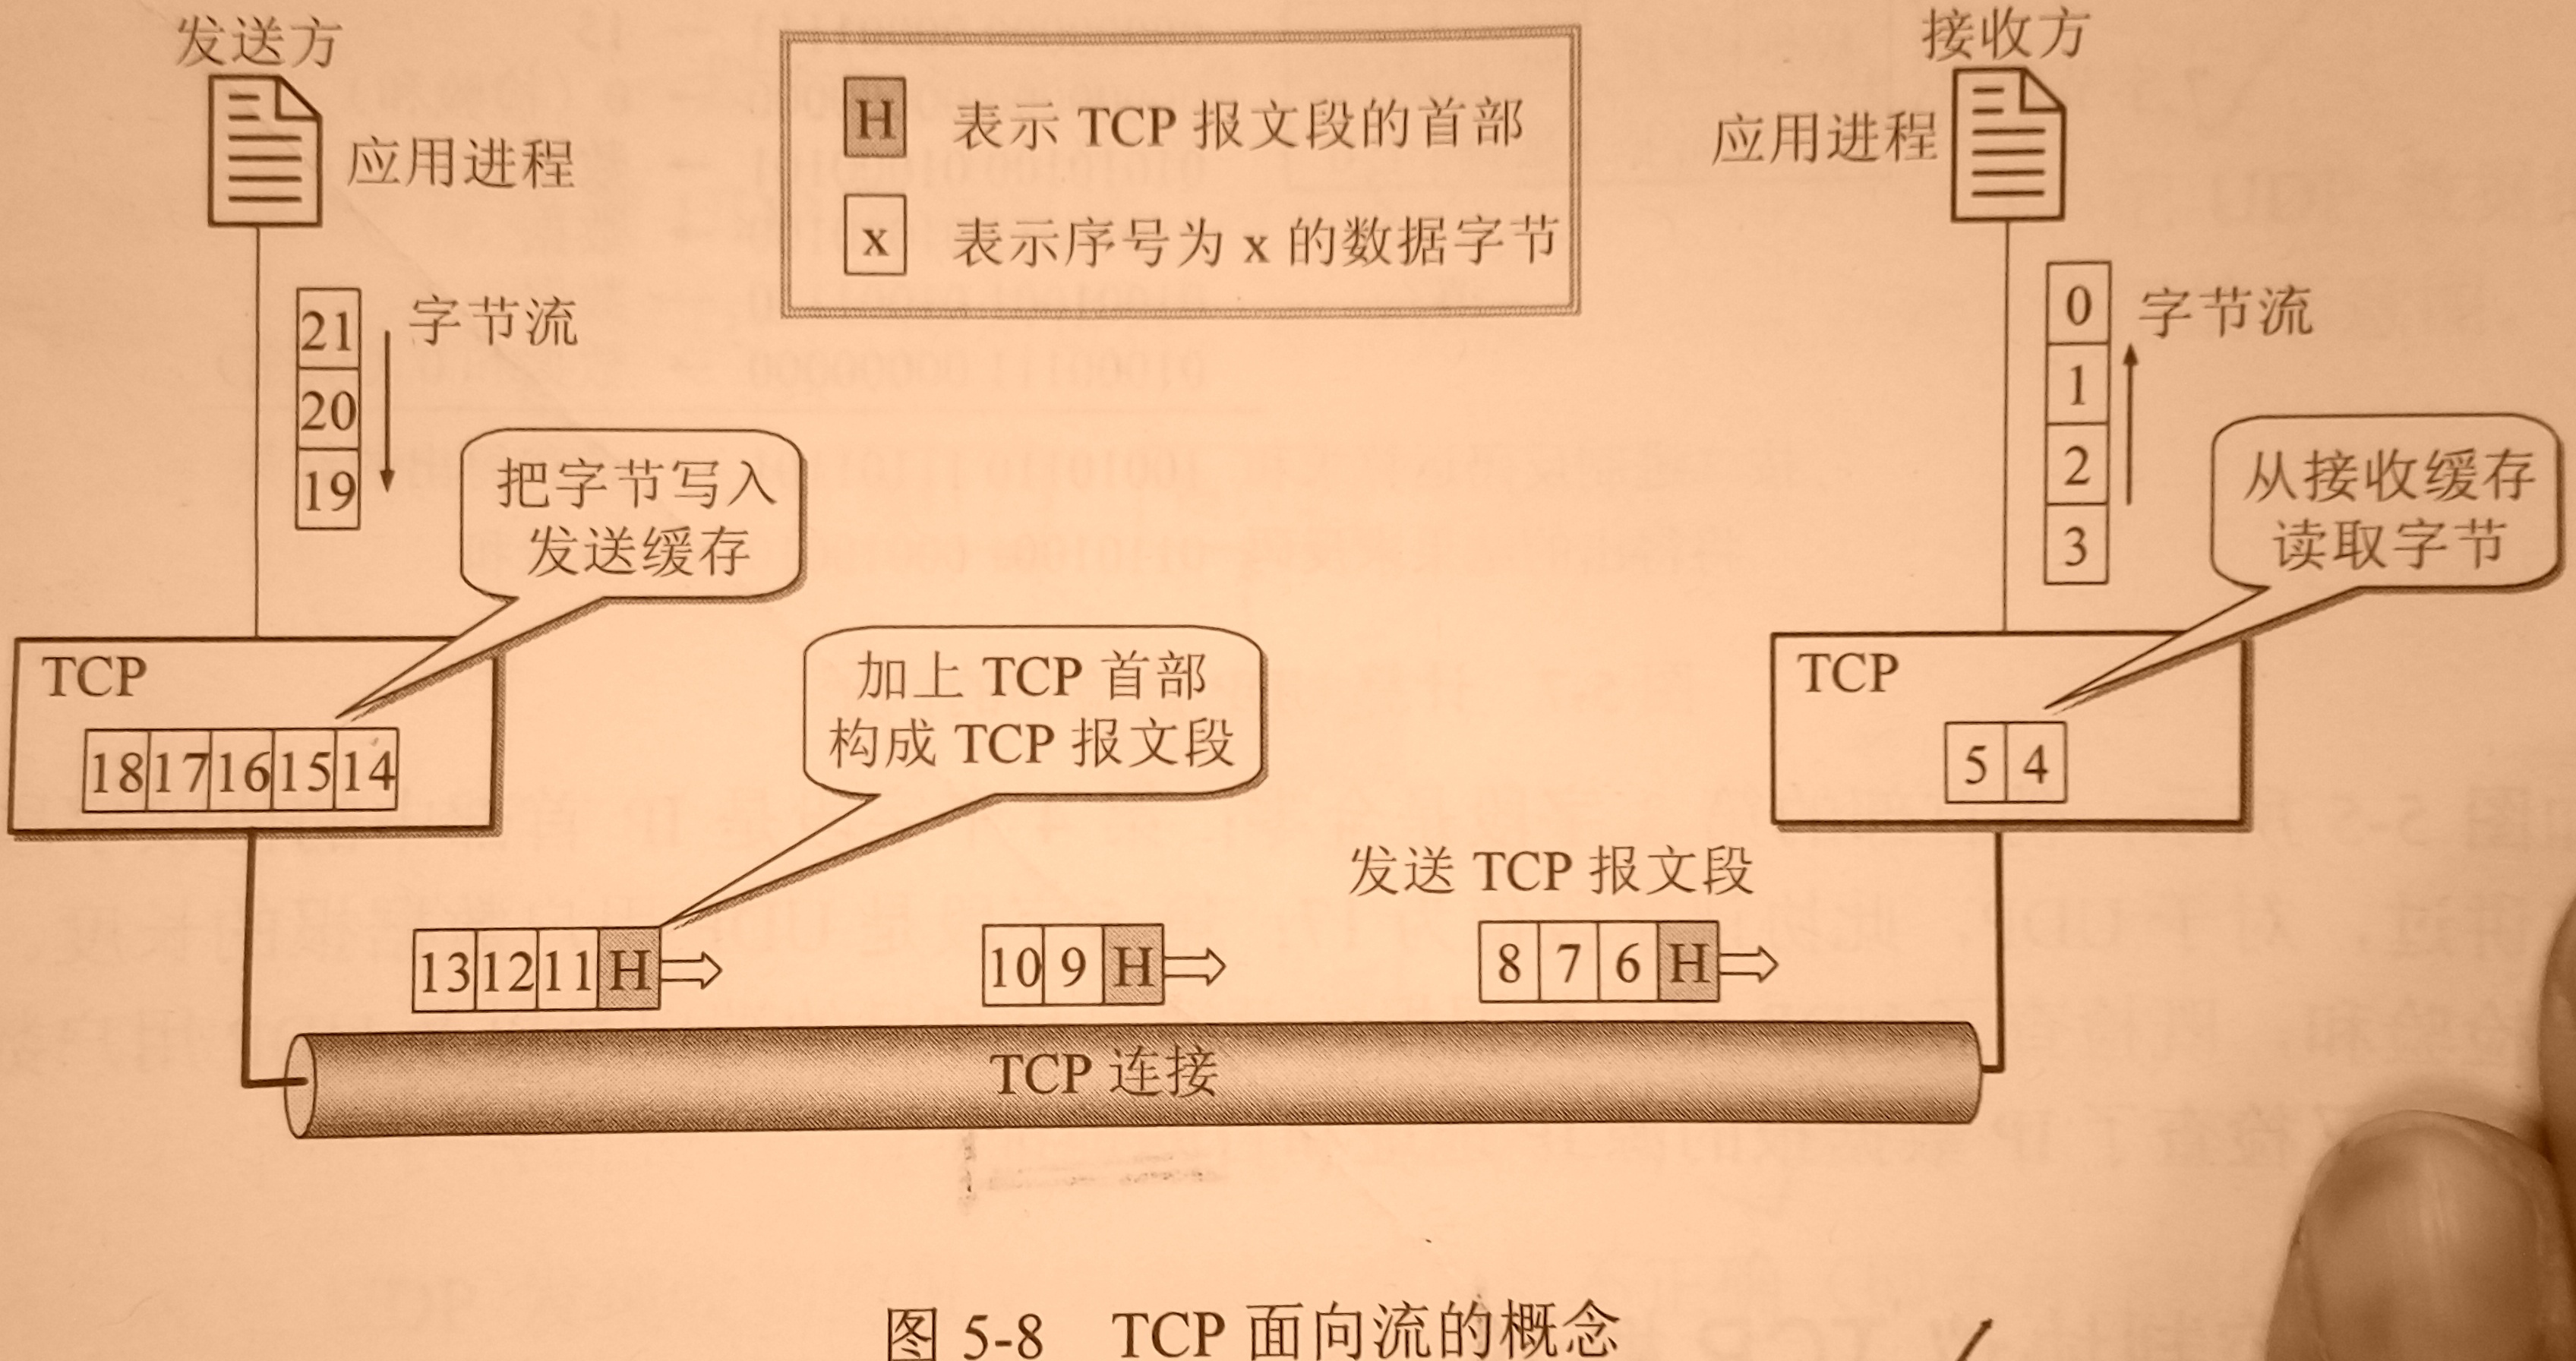 发送方
接收方
应用进程
应用进程
H 表示 TCP 报文段的首部
x 表示序号为 x 的数据字节
21
20
19
字节流
0
1
2
3
字节流
把字节写入
发送缓存
从接收缓存
读取字节
TCP
18 17 16 15 14
加上 TCP 首部
构成 TCP 报文段
TCP
5 4
发送 TCP 报文段
13 12 11 H
10 9 H
8 7 6 H
TCP 连接
图 5-8 TCP 面向流的概念